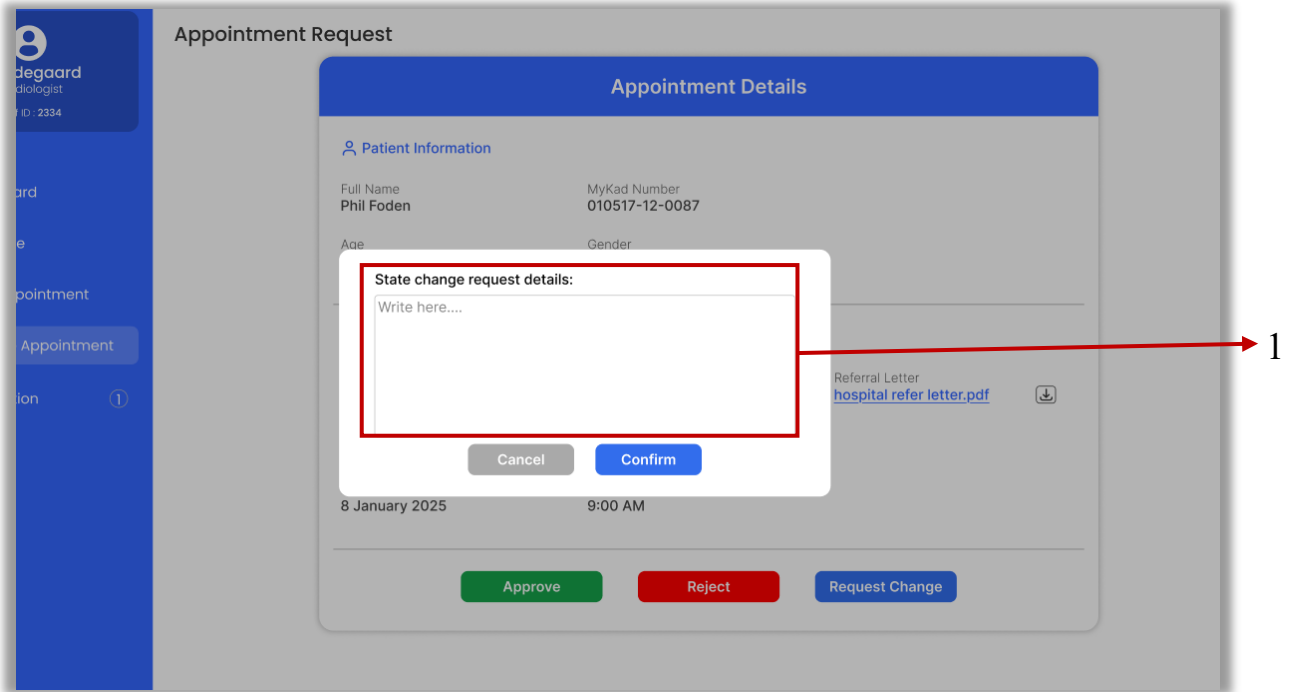 Appointment Request
degaard
diologist
f ID : 2334
ard
e
pointment
Appointment
ion 1
Appointment Details
Patient Information
Full Name MyKad Number
Phil Foden 010517-12-0087
Age Gender
State change request details:
Write here....
1
Referral Letter
hospital refer letter.pdf
Cancel Confirm
8 January 2025 9:00 AM
Approve Reject Request Change